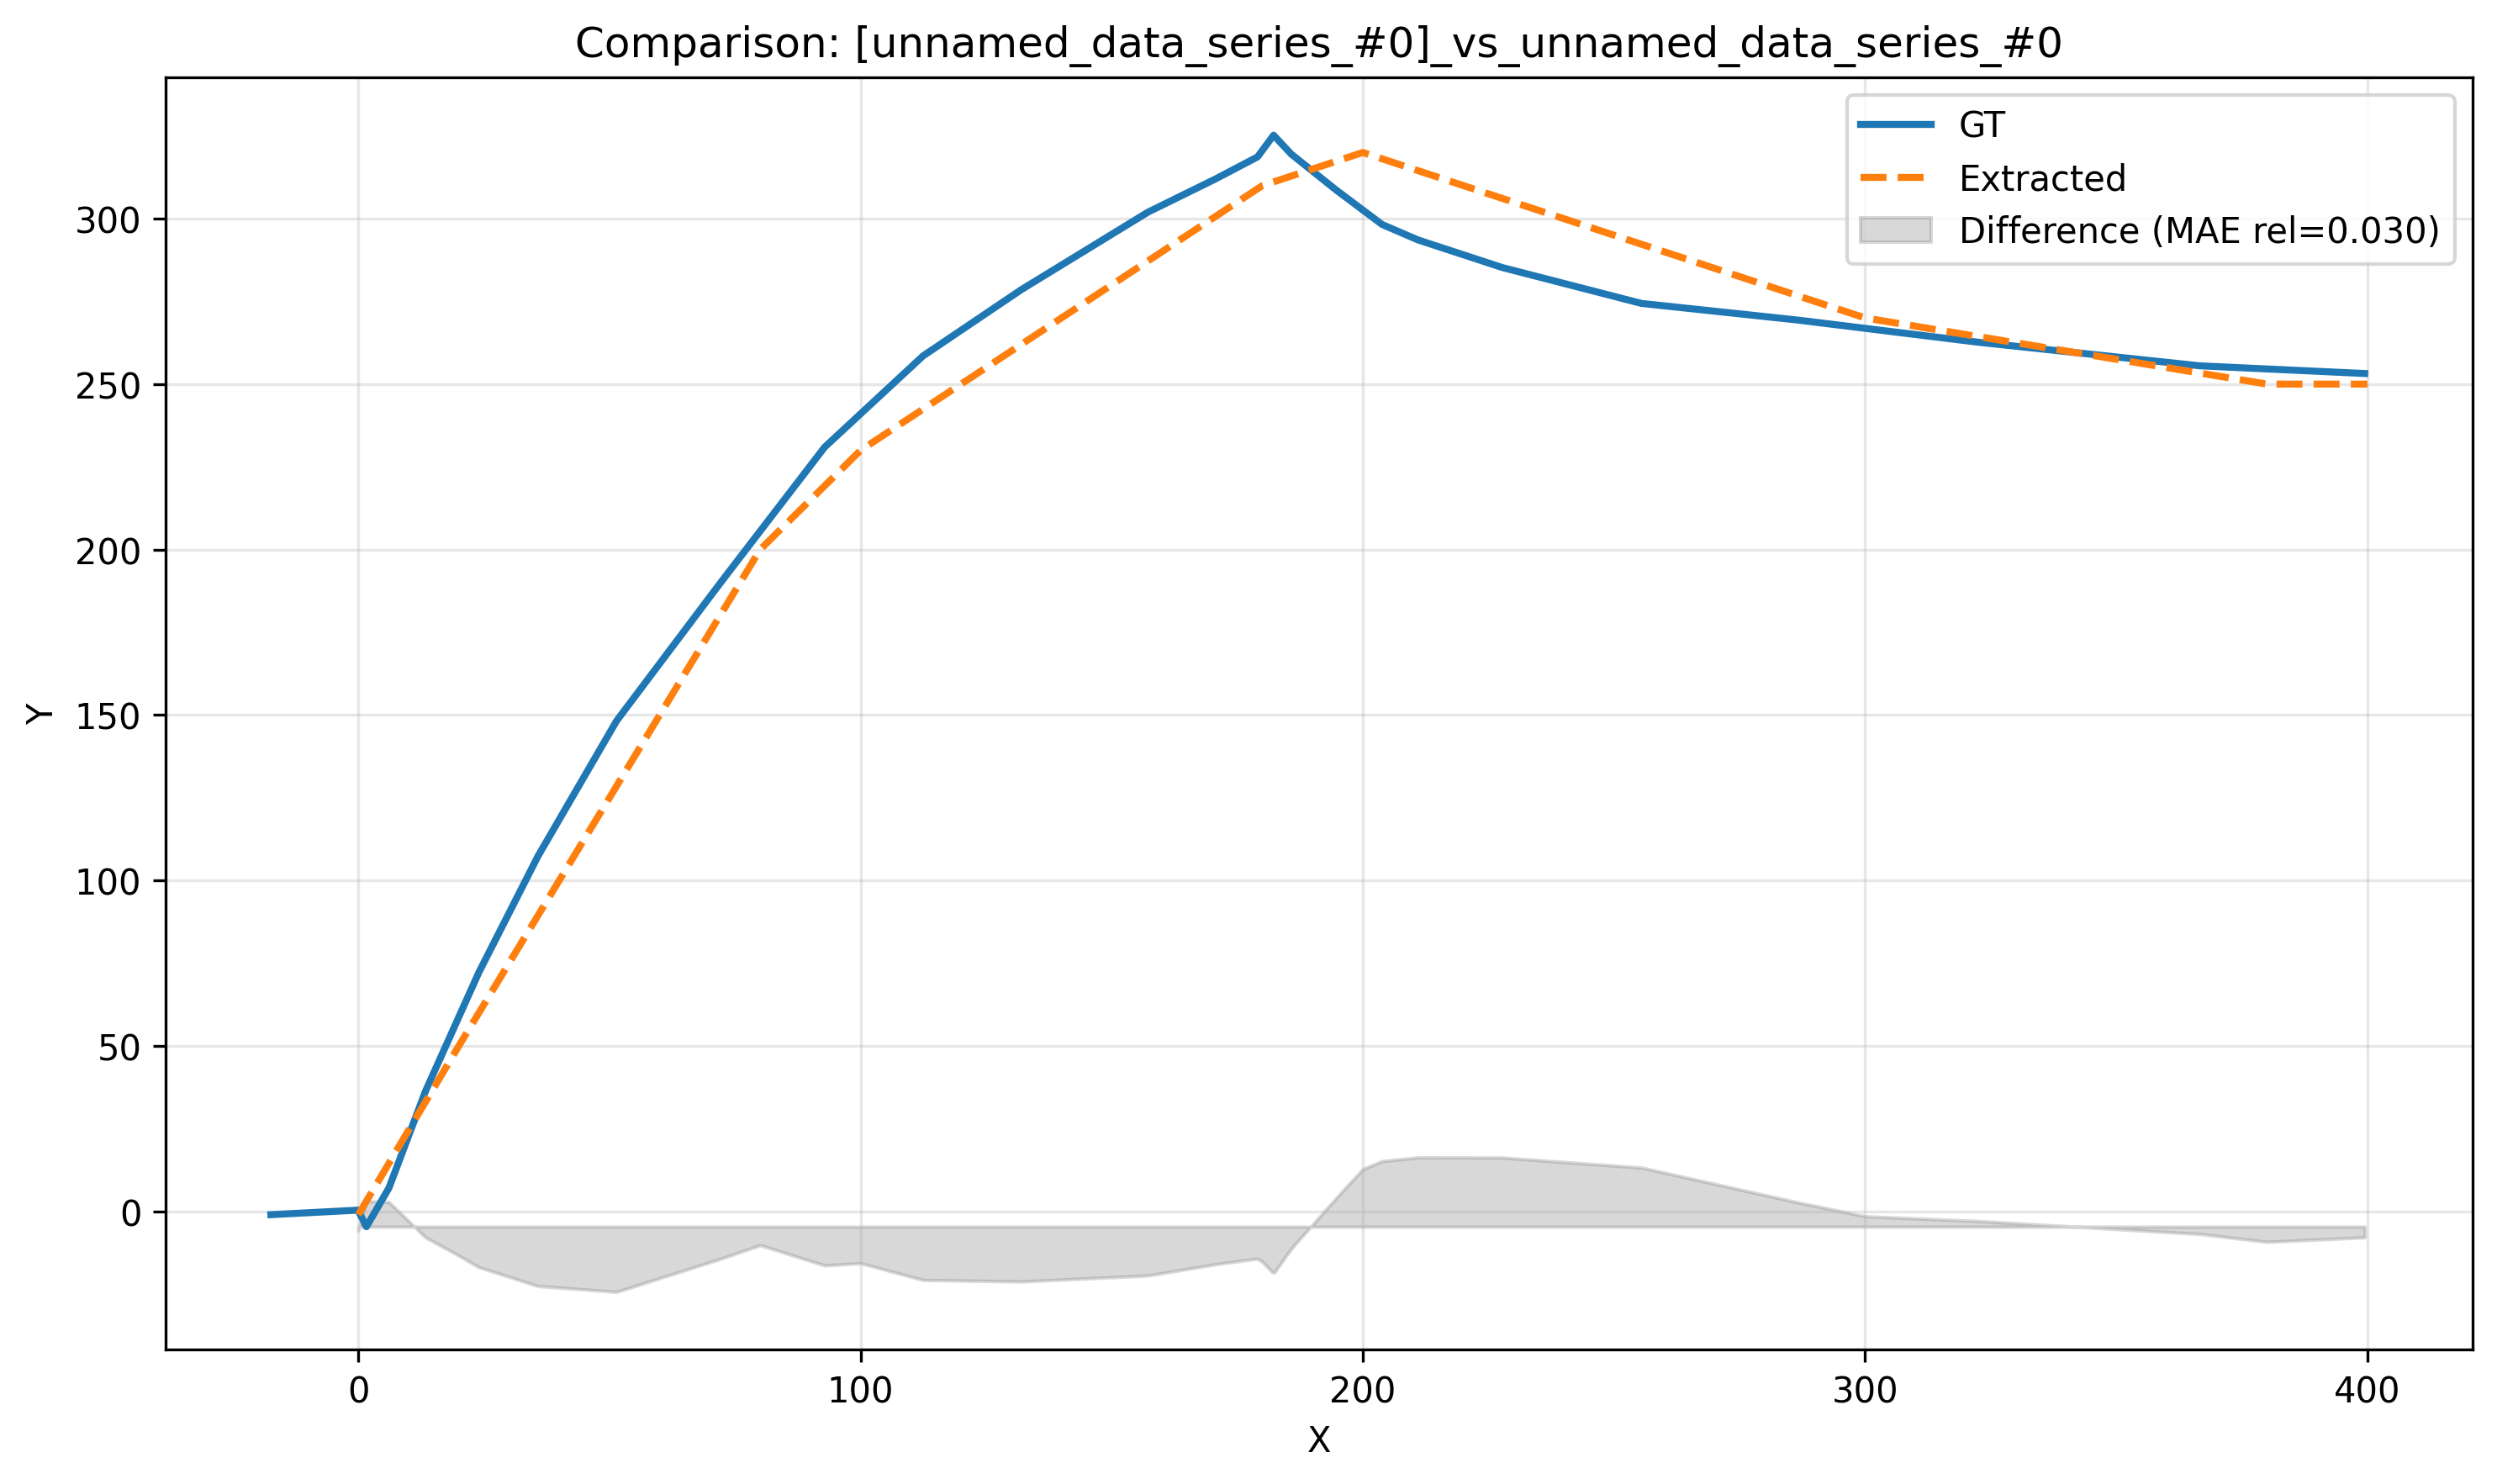 Comparison: [unnamed_data_series_#0]_vs_unnamed_data_series_#0
GT
Extracted
Difference (MAE rel=0.030)
Y
300
250
200
150
100
50
0
0
100
200
300
400
X